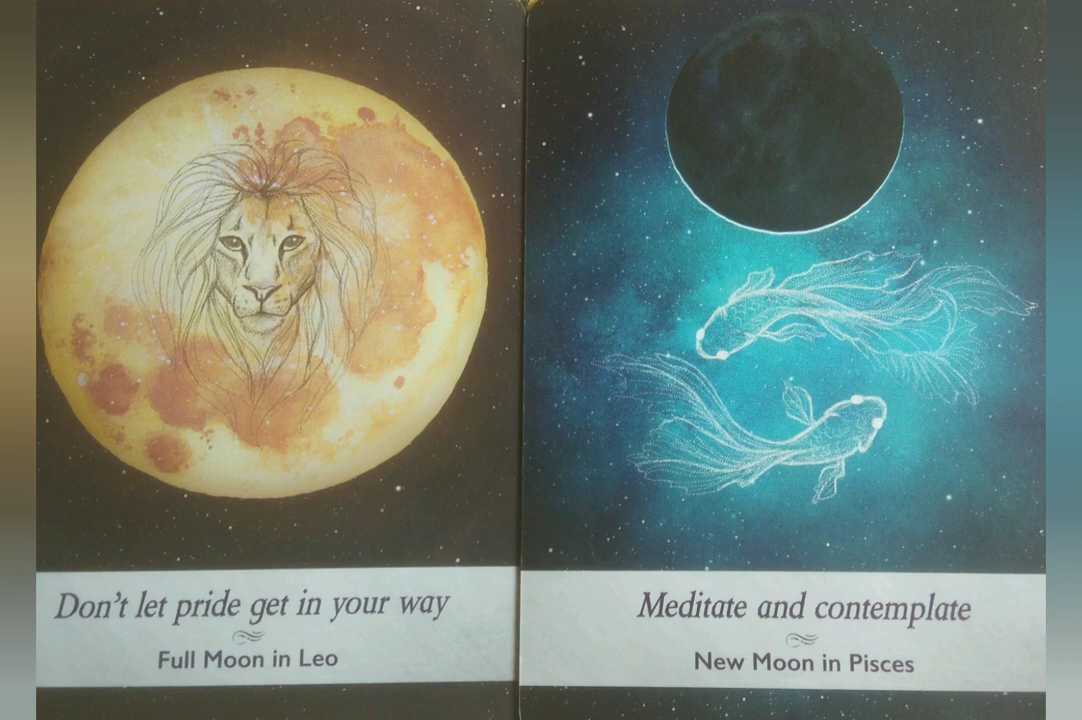 Don't let pride get in your way
Full Moon in Leo
Meditate and contemplate
New Moon in Pisces